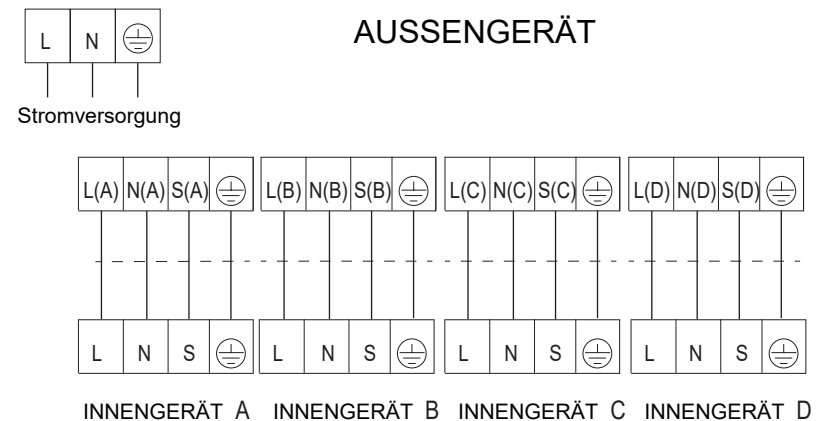 AUSSENGERÄT
L N
Stromversorgung
L(A) N(A) S(A) L(B) N(B) S(B) L(C) N(C) S(C) L(D) N(D) S(D)
L N S L N S L N S L N S
INNENGERÄT A INNENGERÄT B INNENGERÄT C INNENGERÄT D